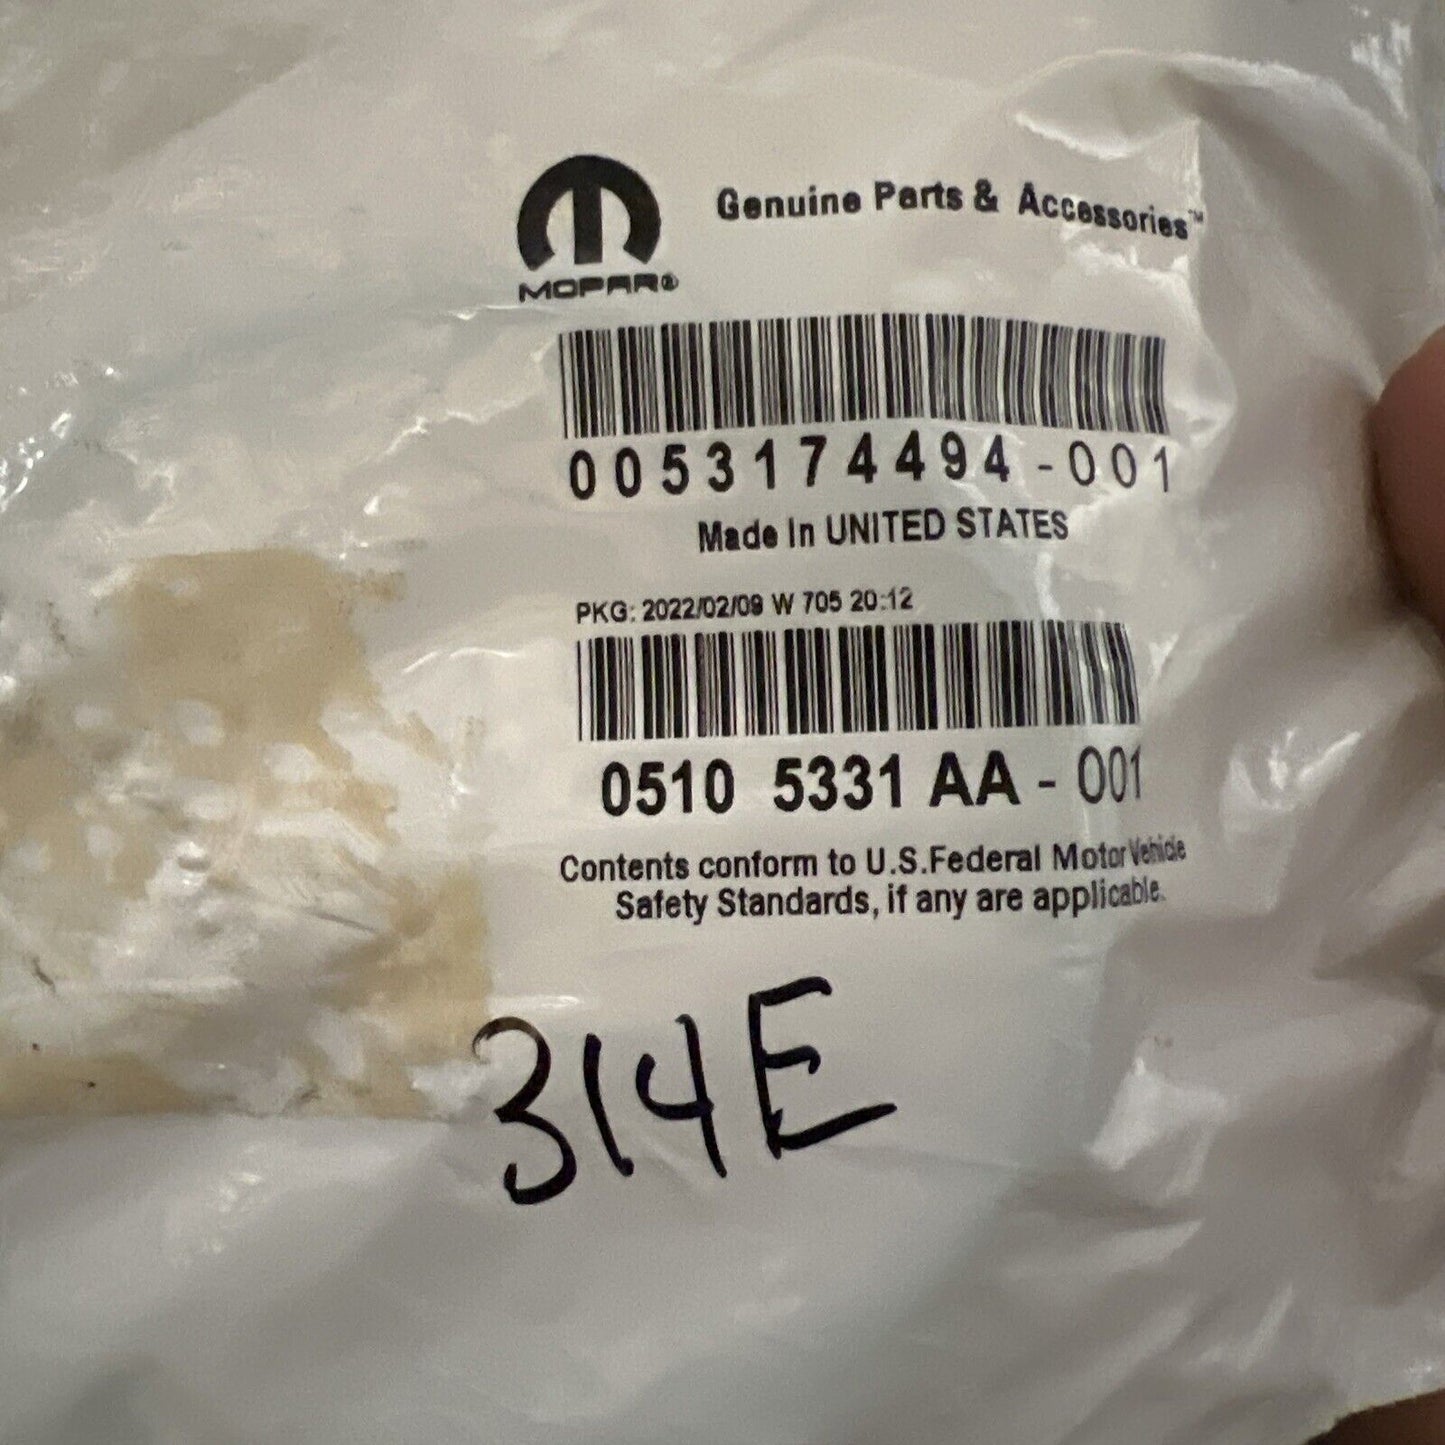 Genuine Parts & Accessories™
MOPAR®
0053174494-001
Made In UNITED STATES
PKG: 2022/02/09 W 705 20:12
0510 5331 AA - 001
Contents conform to U.S.Federal Motor Vehicle
Safety Standards, if any are applicable.
314E